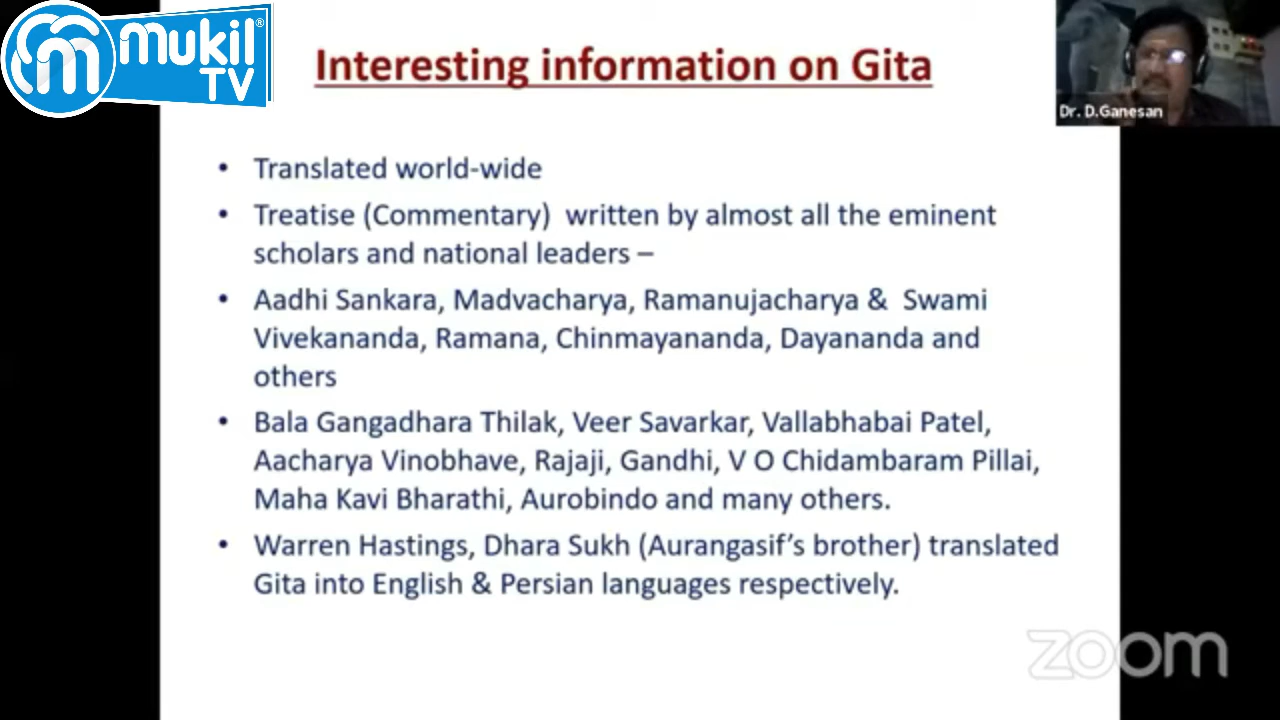 mukil®
TV
Interesting information on Gita
Dr. D.Ganesan
• Translated world-wide
• Treatise (Commentary) written by almost all the eminent
scholars and national leaders –
• Aadhi Sankara, Madvacharya, Ramanujacharya & Swami
Vivekananda, Ramana, Chinmayananda, Dayananda and
others
• Bala Gangadhara Thilak, Veer Savarkar, Vallabhabai Patel,
Aacharya Vinobhave, Rajaji, Gandhi, V O Chidambaram Pillai,
Maha Kavi Bharathi, Aurobindo and many others.
• Warren Hastings, Dhara Sukh (Aurangasif’s brother) translated
Gita into English & Persian languages respectively.
zoom